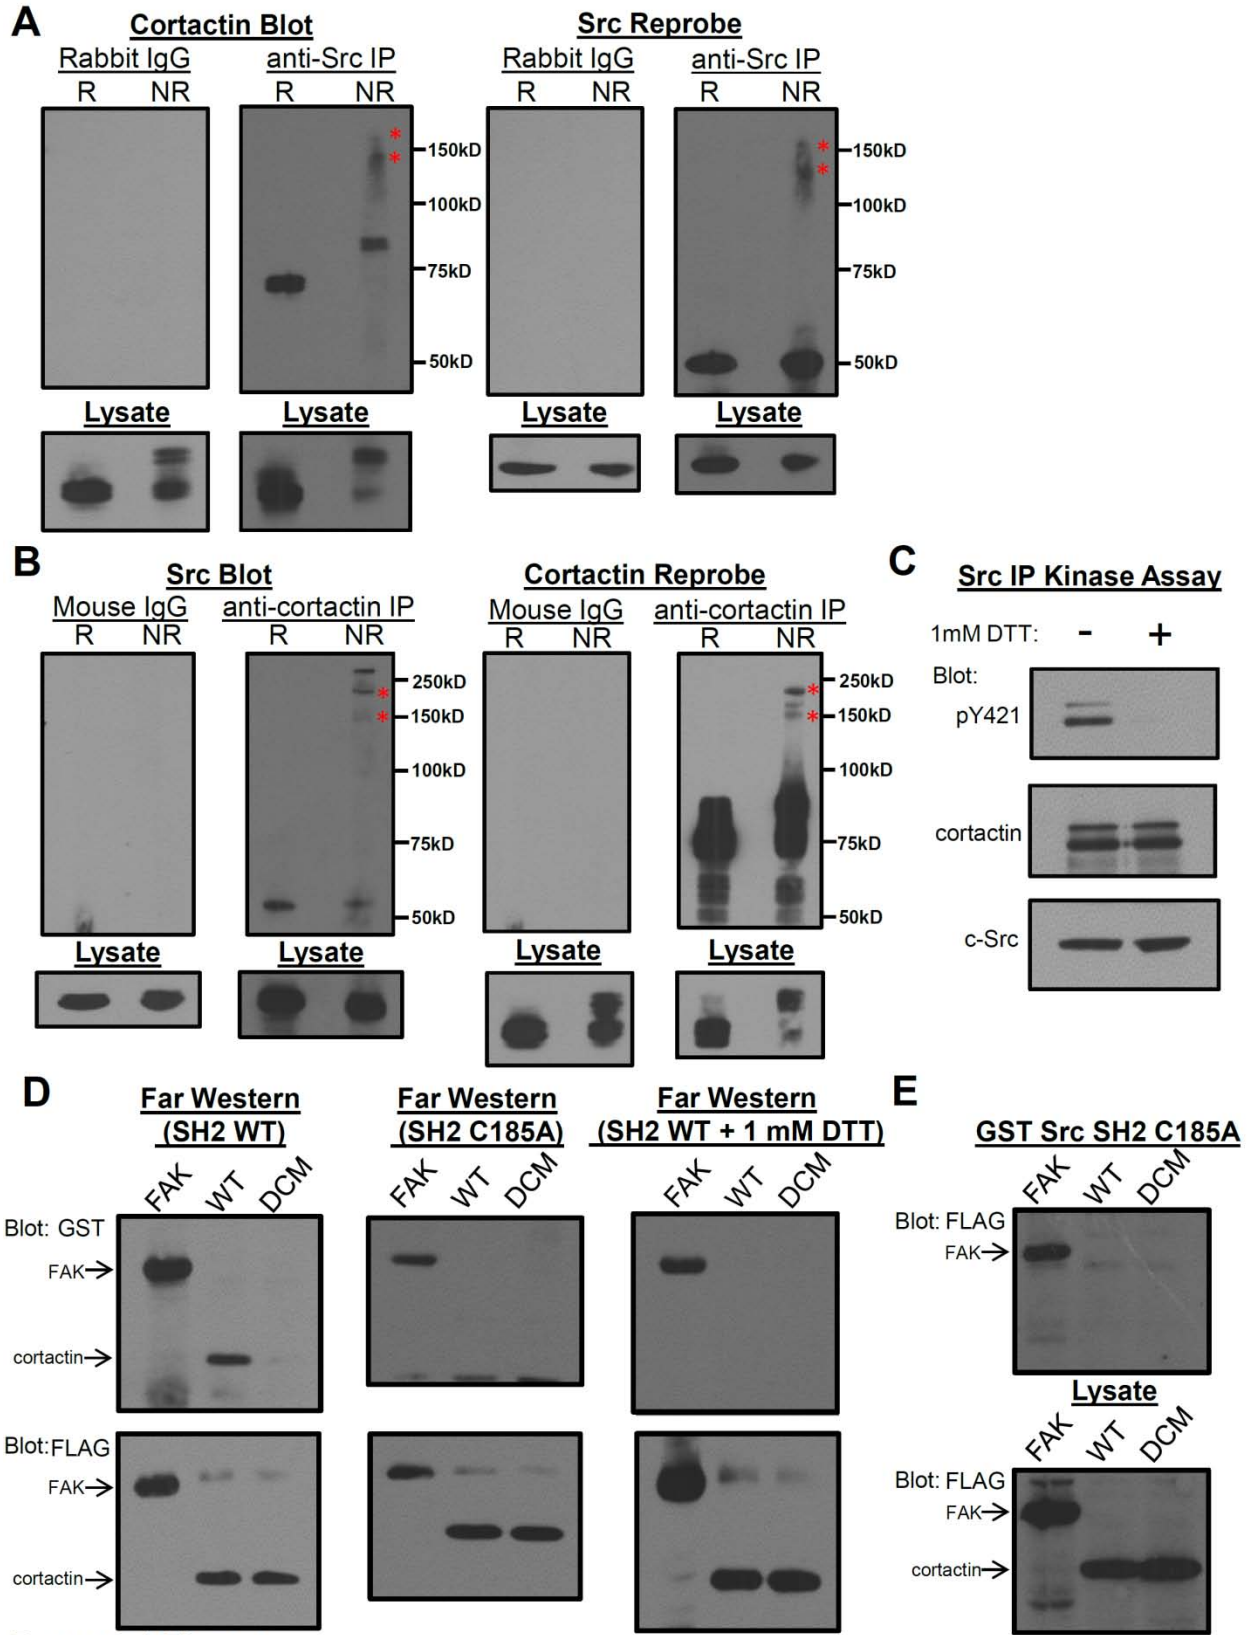 A
Cortactin Blot
Src Reprobe
Rabbit IgG
anti-Src IP
Rabbit IgG
anti-Src IP
R NR
R NR
R NR
R NR
*
*
150kD
100kD
75kD
50kD
*
*
150kD
100kD
75kD
50kD
Lysate
Lysate
Lysate
Lysate
B
Src Blot
Cortactin Reprobe
Mouse IgG
anti-cortactin IP
Mouse IgG
anti-cortactin IP
R NR
R NR
R NR
R NR
250kD
*
*
150kD
100kD
75kD
50kD
250kD
*
*
150kD
100kD
75kD
50kD
Lysate
Lysate
Lysate
Lysate
C
Src IP Kinase Assay
1mM DTT: - +
Blot:
pY421
cortactin
c-Src
D
Far Western
(SH2 WT)
Far Western
(SH2 C185A)
Far Western
(SH2 WT + 1 mM DTT)
FAK WT DCM
FAK WT DCM
FAK WT DCM
Blot: GST
FAK
cortactin
Blot:FLAG
FAK
cortactin
E
GST Src SH2 C185A
FAK WT DCM
Blot: FLAG
FAK
Lysate
FAK WT DCM
Blot: FLAG
FAK
cortactin